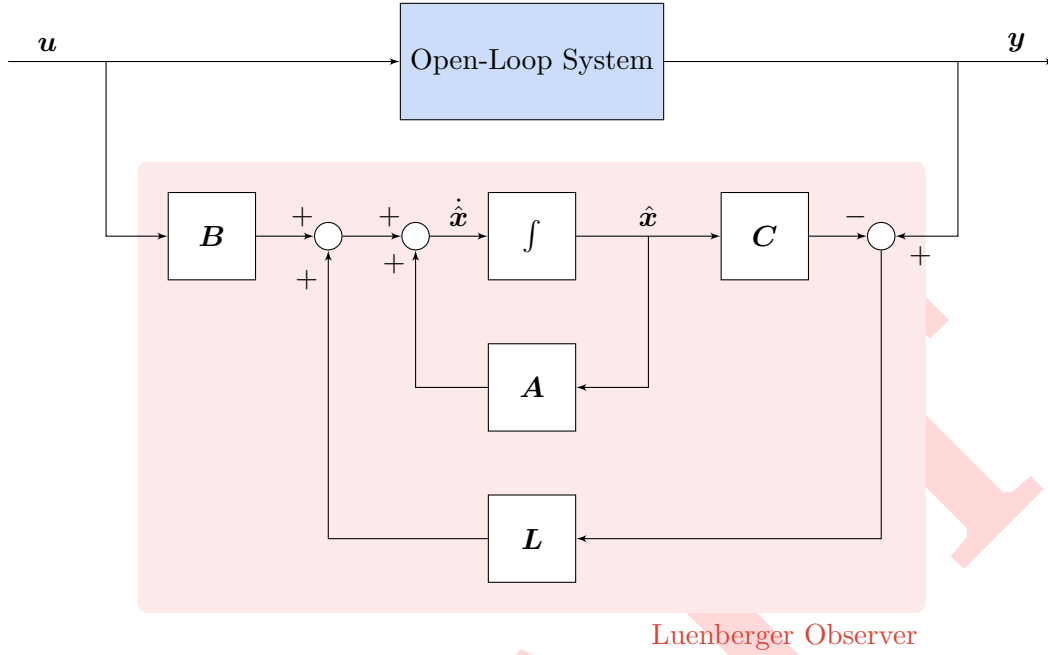 u
Open-Loop System
y
B
+
+
+
+
ẋ̂
∫
x̂
C
−
+
A
L
Luenberger Observer